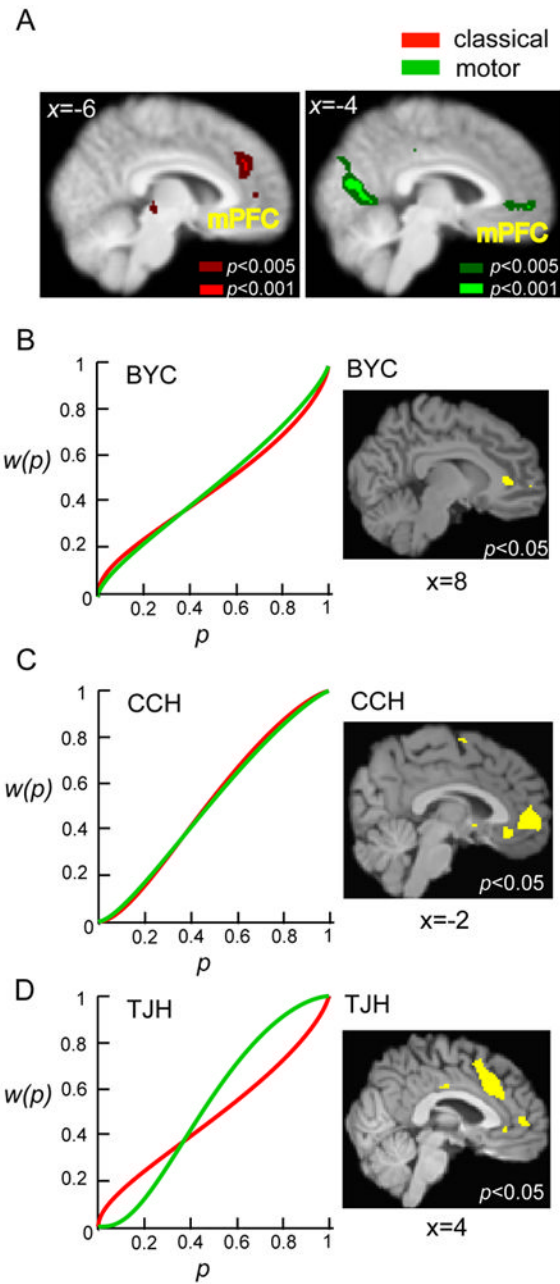 A
classical
motor
x=-6
x=-4
mPFC
mPFC
p<0.005
p<0.001
p<0.005
p<0.001
B
BYC
BYC
1
0.8
w(p)
0.6
0.4
0.2
0
0.2 0.4 0.6 0.8 1
p
p<0.05
x=8
C
CCH
CCH
1
0.8
w(p)
0.6
0.4
0.2
0
0.2 0.4 0.6 0.8 1
p
p<0.05
x=-2
D
TJH
TJH
1
0.8
w(p)
0.6
0.4
0.2
0
0.2 0.4 0.6 0.8 1
p
p<0.05
x=4